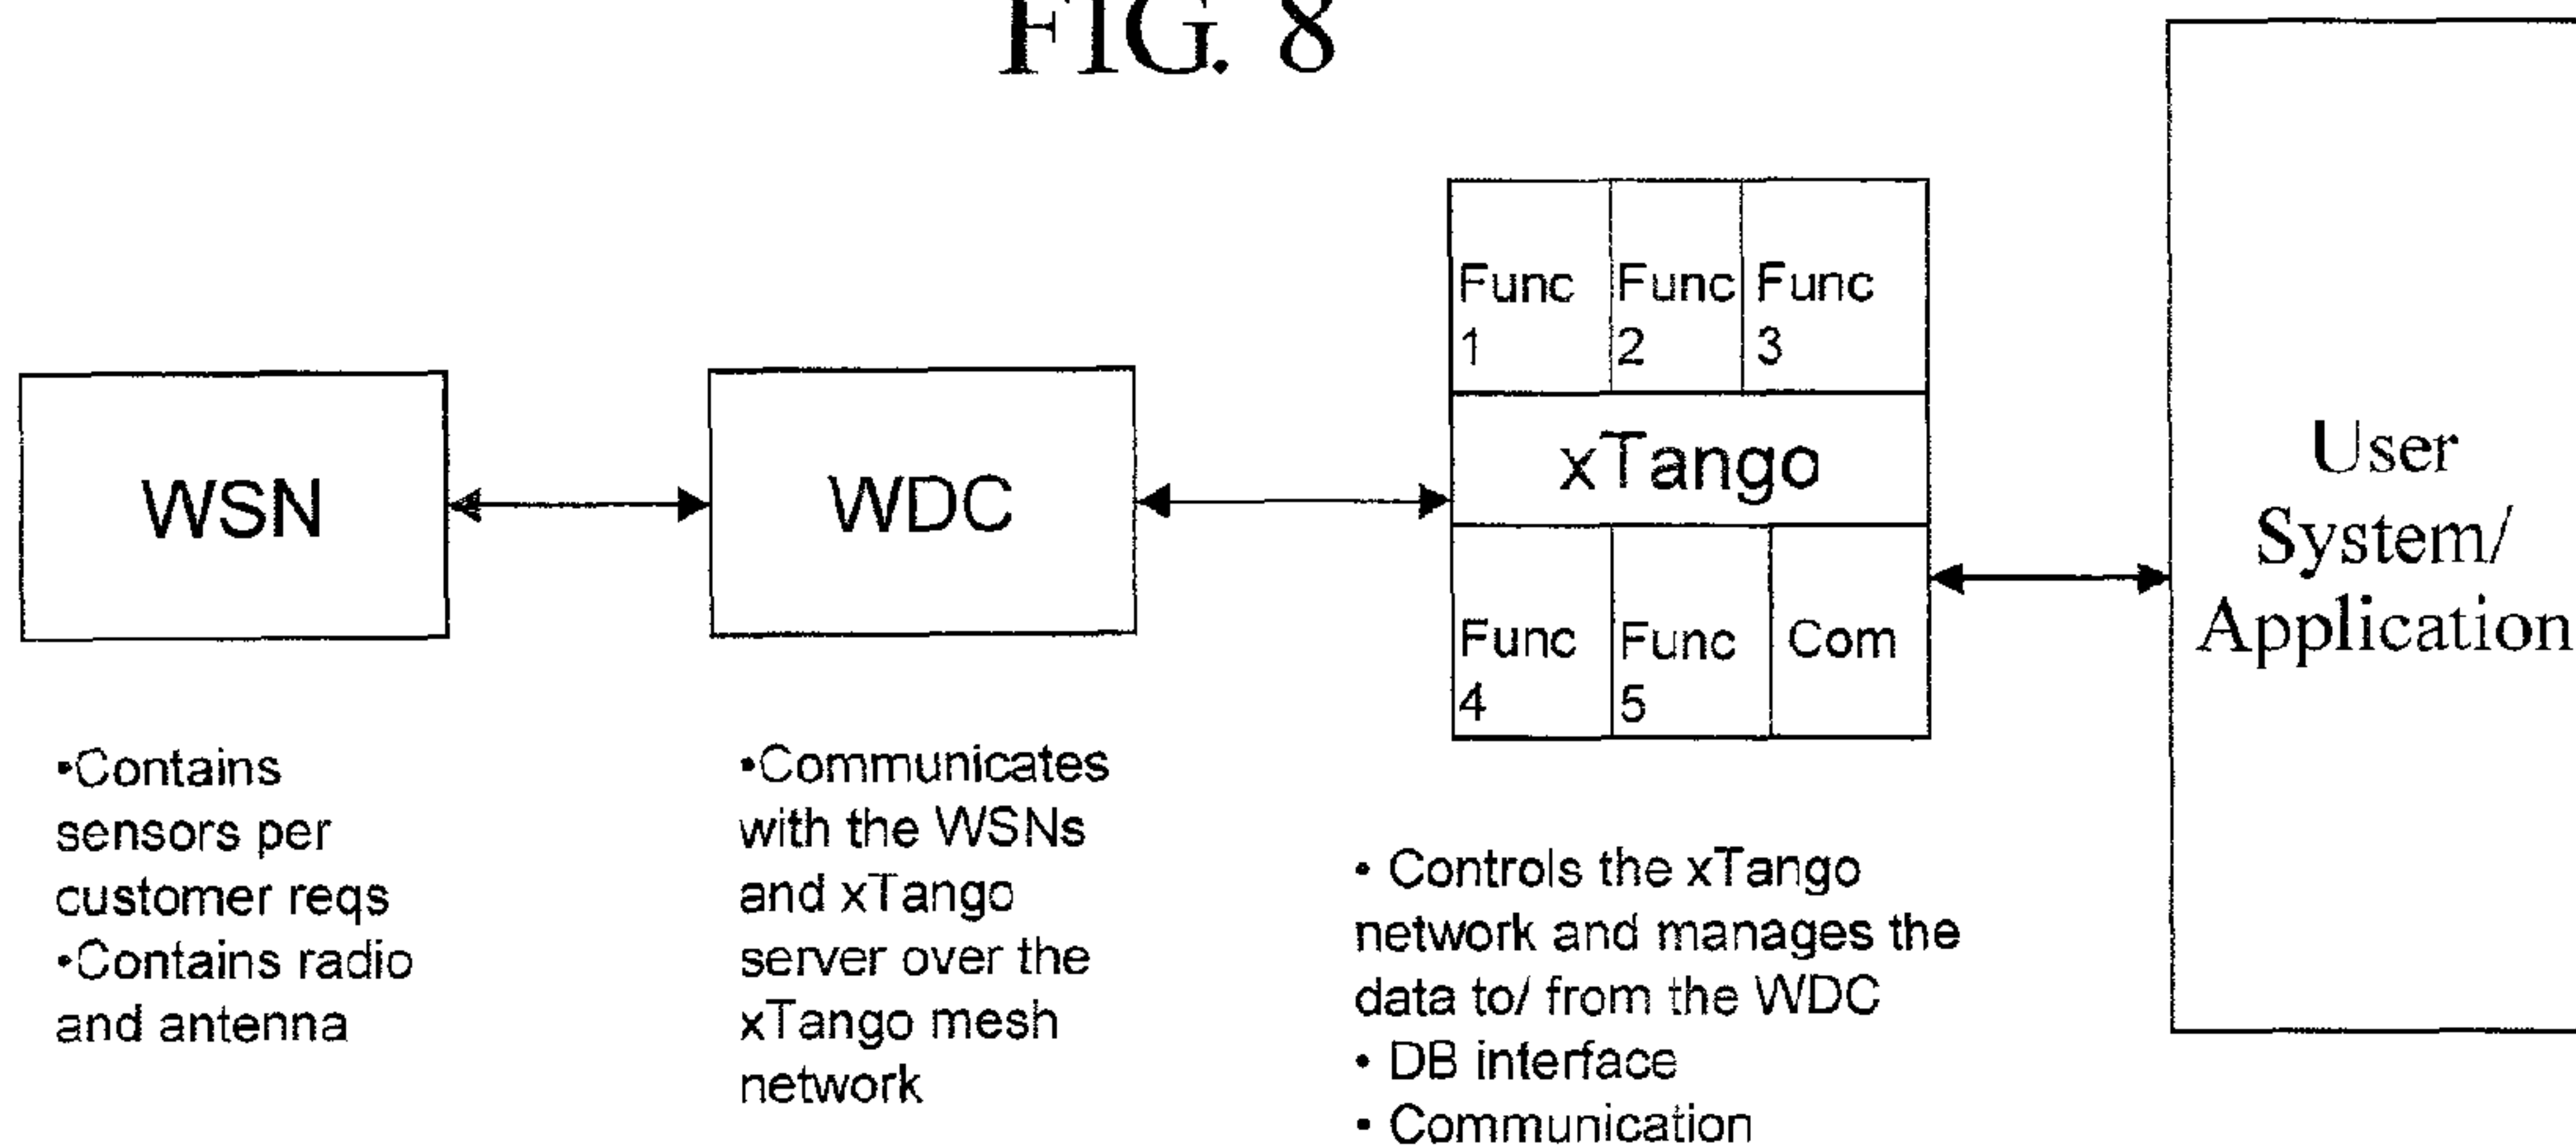 FIG. 8
WSN
WDC
Func
1
Func
2
Func
3
xTango
Func
4
Func
5
Com
User
System/
Application
•Contains
sensors per
customer reqs
•Contains radio
and antenna
•Communicates
with the WSNs
and xTango
server over the
xTango mesh
network
• Controls the xTango
network and manages the
data to/ from the WDC
• DB interface
• Communication